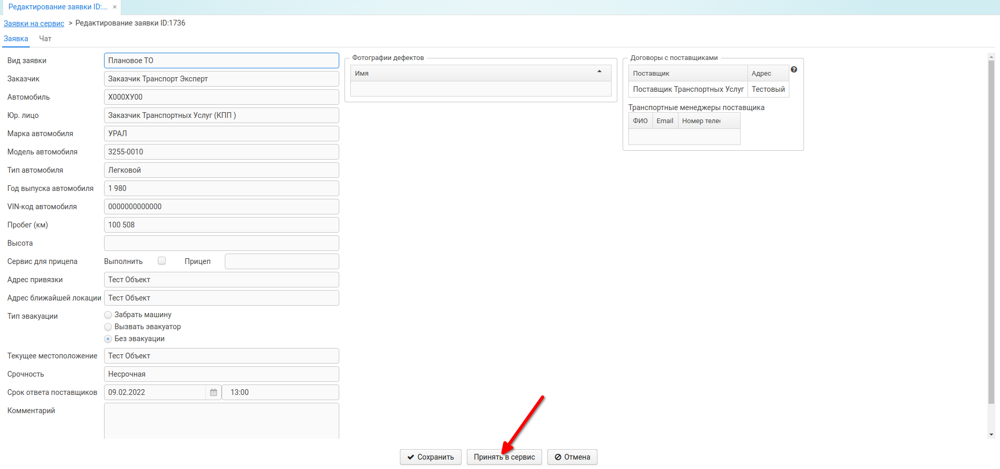 Редактирование заявки ID:... ×
Заявки на сервис > Редактирование заявки ID:1736
Заявка Чат
Вид заявки Плановое ТО
Заказчик Заказчик Транспорт Эксперт
Автомобиль Х000ХУ00
Юр. лицо Заказчик Транспортных Услуг (КПП )
Марка автомобиля УРАЛ
Модель автомобиля 3255-0010
Тип автомобиля Легковой
Год выпуска автомобиля 1 980
VIN-код автомобиля 0000000000000
Пробег (км) 100 508
Высота
Сервис для прицепа Выполнить Прицеп
Адрес привязки Тест Объект
Адрес ближайшей локации Тест Объект
Тип эвакуации Забрать машину
Вызвать эвакуатор
Без эвакуации
Текущее местоположение Тест Объект
Срочность Несрочная
Срок ответа поставщиков 09.02.2022 13:00
Комментарий
Фотографии дефектов
Имя
Договоры с поставщиками
Поставщик Адрес
Поставщик Транспортных Услуг Тестовый
Транспортные менеджеры поставщика
ФИО Email Номер теле
Сохранить Принять в сервис Отмена